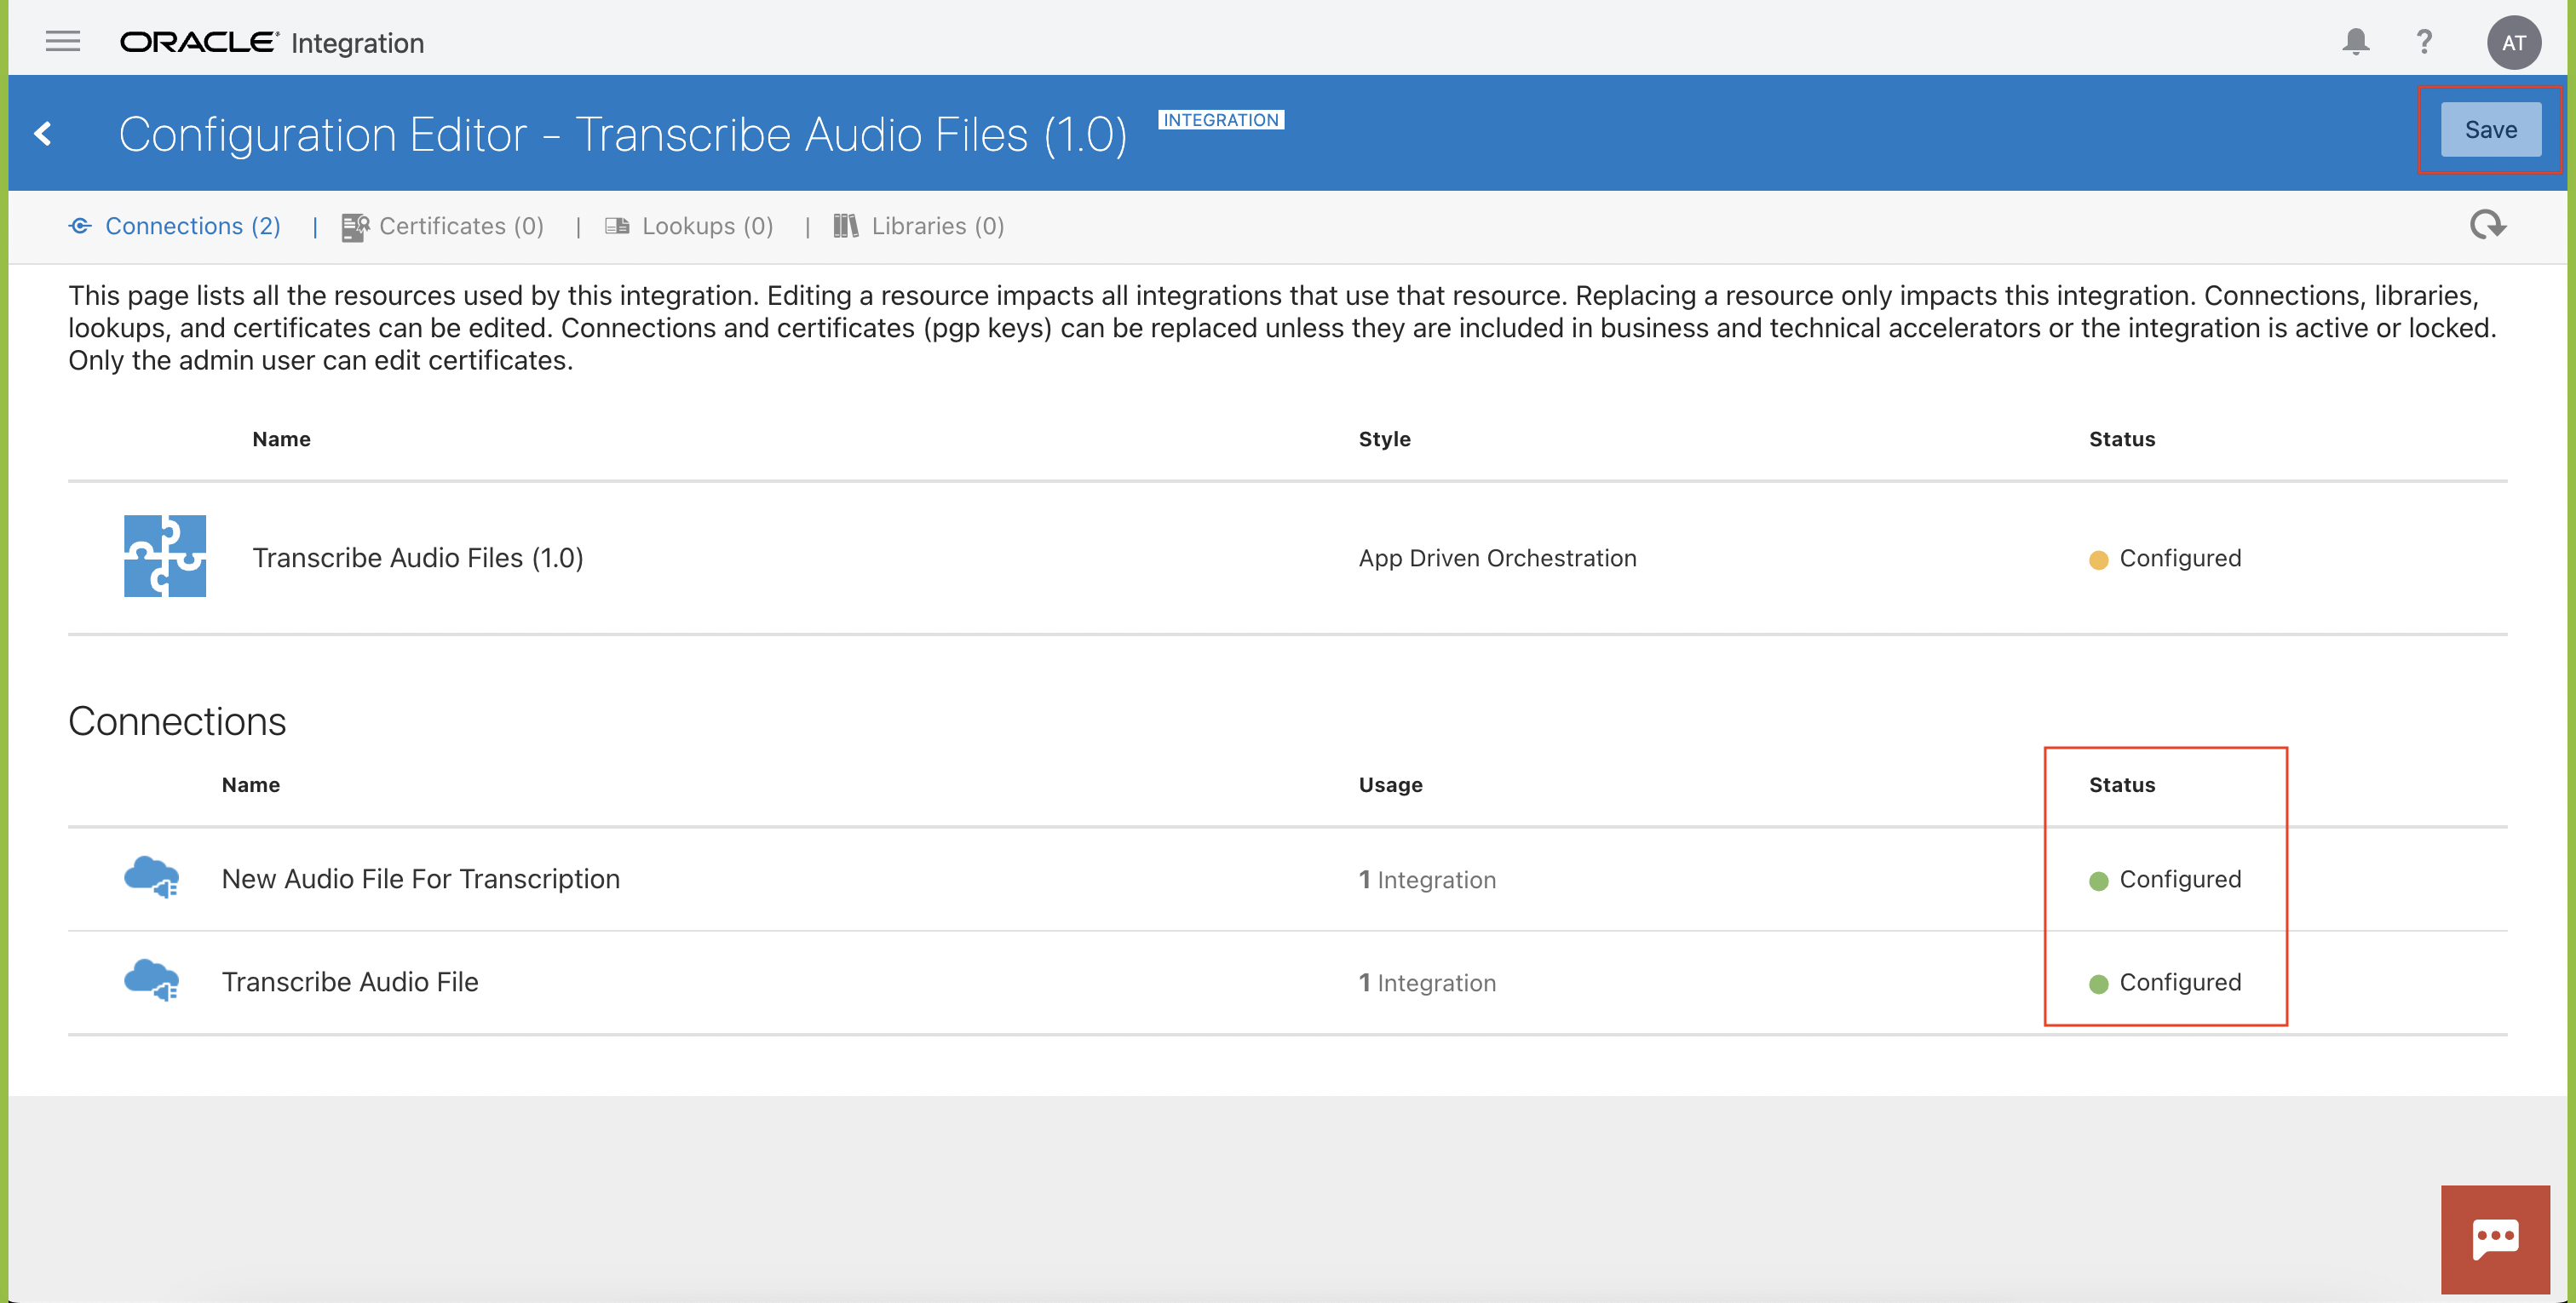 ORACLE Integration
? AT
Configuration Editor - Transcribe Audio Files (1.0) INTEGRATION
Save
Connections (2) | Certificates (0) | Lookups (0) | Libraries (0)
This page lists all the resources used by this integration. Editing a resource impacts all integrations that use that resource. Replacing a resource only impacts this integration. Connections, libraries,
lookups, and certificates can be edited. Connections and certificates (pgp keys) can be replaced unless they are included in business and technical accelerators or the integration is active or locked.
Only the admin user can edit certificates.
Name Style Status
Transcribe Audio Files (1.0) App Driven Orchestration Configured
Connections
Name Usage Status
New Audio File For Transcription 1 Integration Configured
Transcribe Audio File 1 Integration Configured